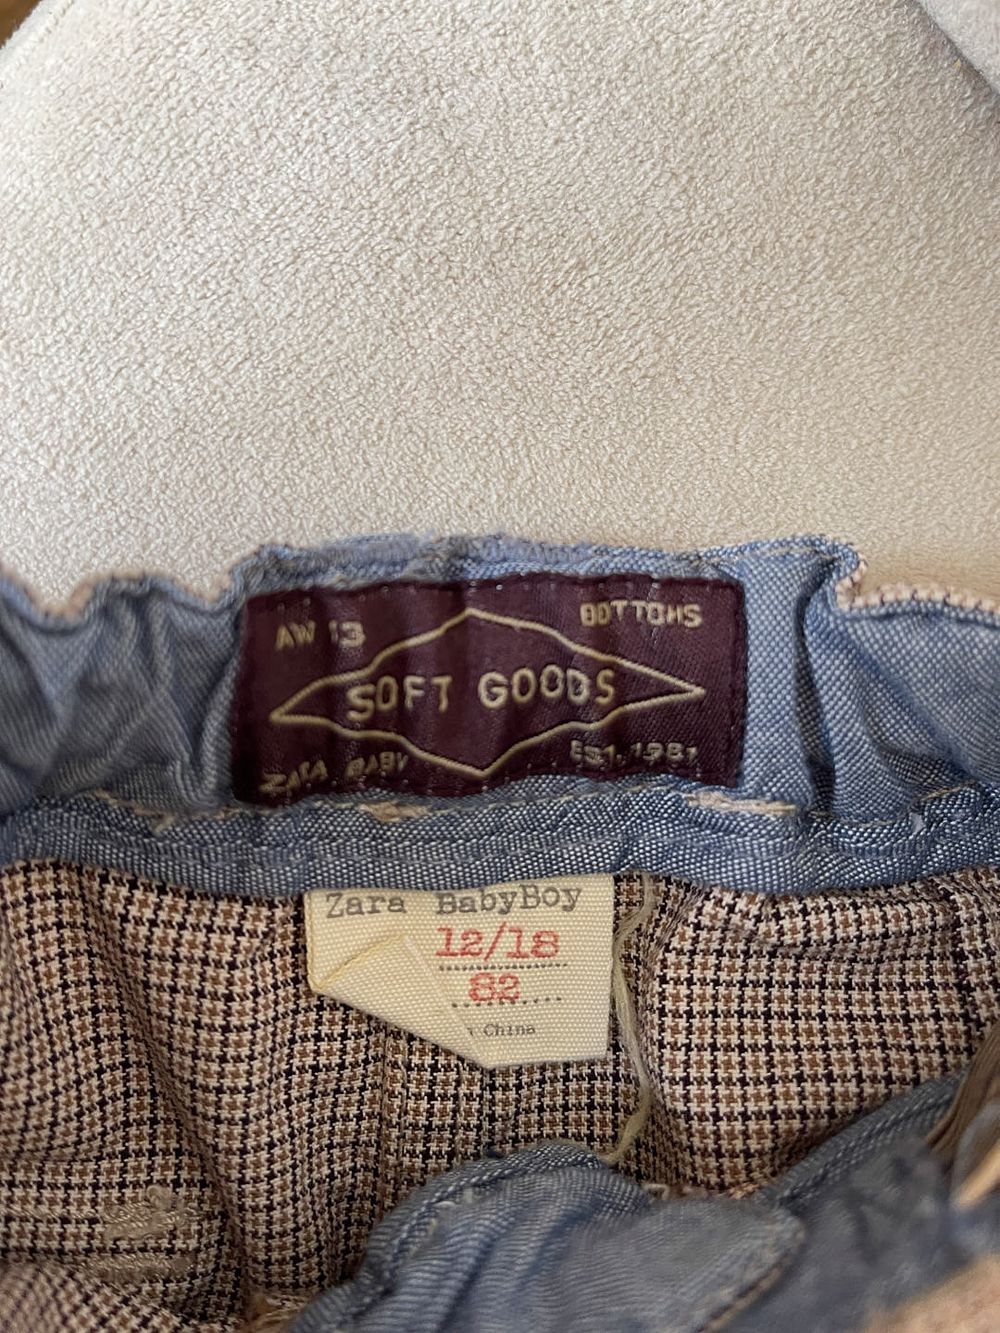 AW 13 BOTTOMS
SOFT GOODS
ZARA BABY EST. 1981
Zara BabyBoy
12/18
82
China